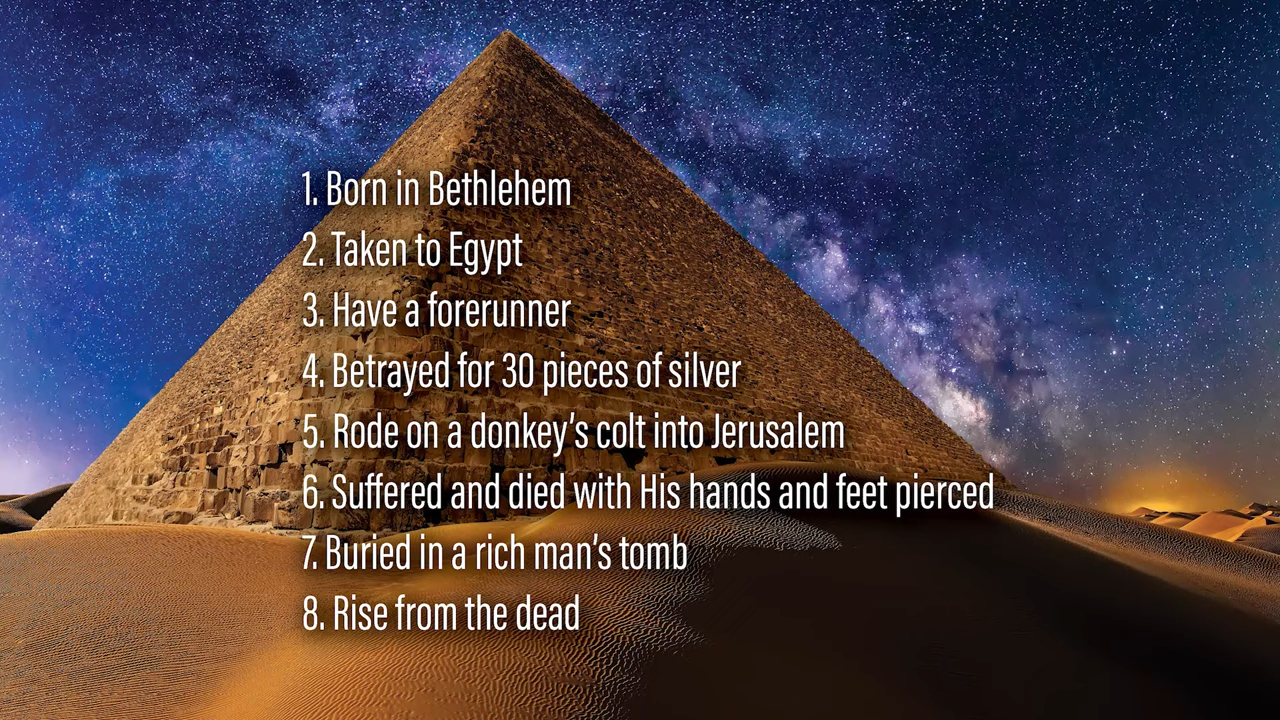 1. Born in Bethlehem
2. Taken to Egypt
3. Have a forerunner
4. Betrayed for 30 pieces of silver
5. Rode on a donkey’s colt into Jerusalem
6. Suffered and died with His hands and feet pierced
7. Buried in a rich man’s tomb
8. Rise from the dead